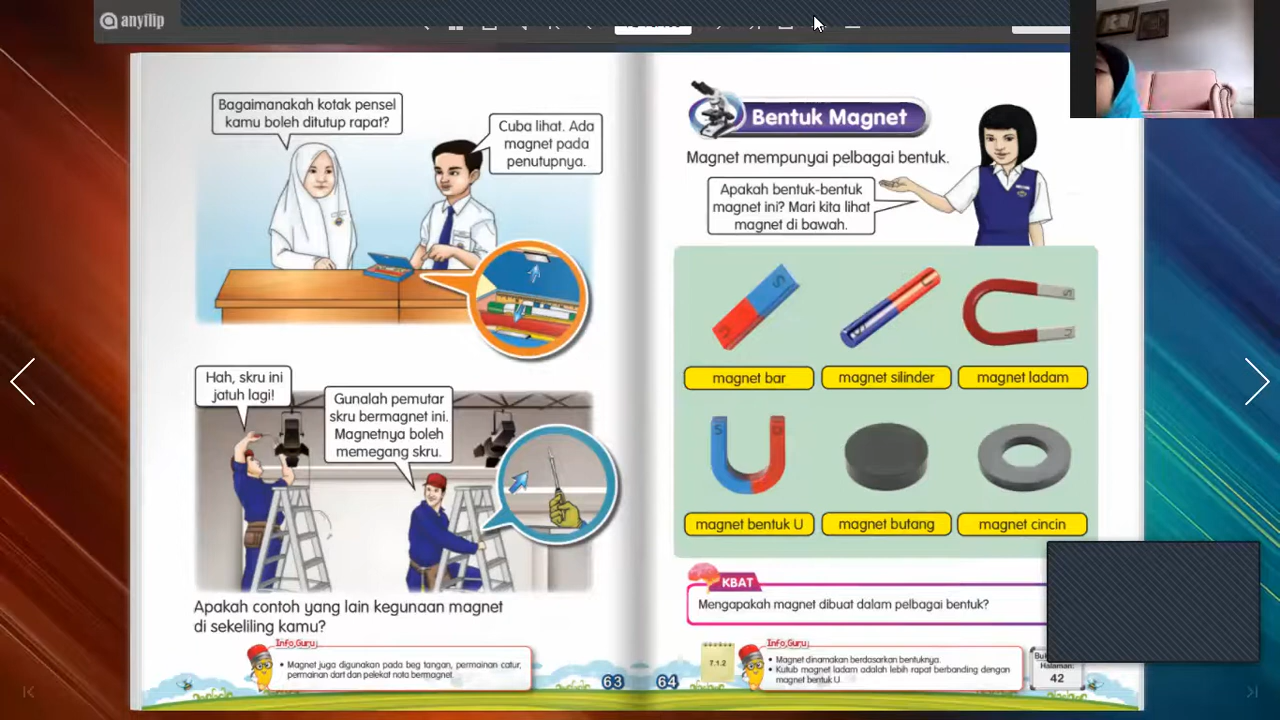 anyflip
Bagaimanakah kotak pensel
kamu boleh ditutup rapat?
Cuba lihat. Ada
magnet pada
penutupnya.
Hah, skru ini
jatuh lagi!
Gunalah pemutar
skru bermagnet ini.
Magnetnya boleh
memegang skru.
Apakah contoh yang lain kegunaan magnet
di sekeliling kamu?
Info Guru
• Magnet juga digunakan pada beg tangan, permainan catur,
permainan dart dan pelekat nota bermagnet.
63
Bentuk Magnet
Magnet mempunyai pelbagai bentuk.
Apakah bentuk-bentuk
magnet ini? Mari kita lihat
magnet di bawah.
S
S
magnet bar
magnet silinder
magnet ladam
S
magnet bentuk U
magnet butang
magnet cincin
KBAT
Mengapakah magnet dibuat dalam pelbagai bentuk?
7.1.2
Info Guru
• Magnet dinamakan berdasarkan bentuknya.
• Kutub magnet ladam adalah lebih rapat berbanding dengan
magnet bentuk U.
Halaman:
42
64